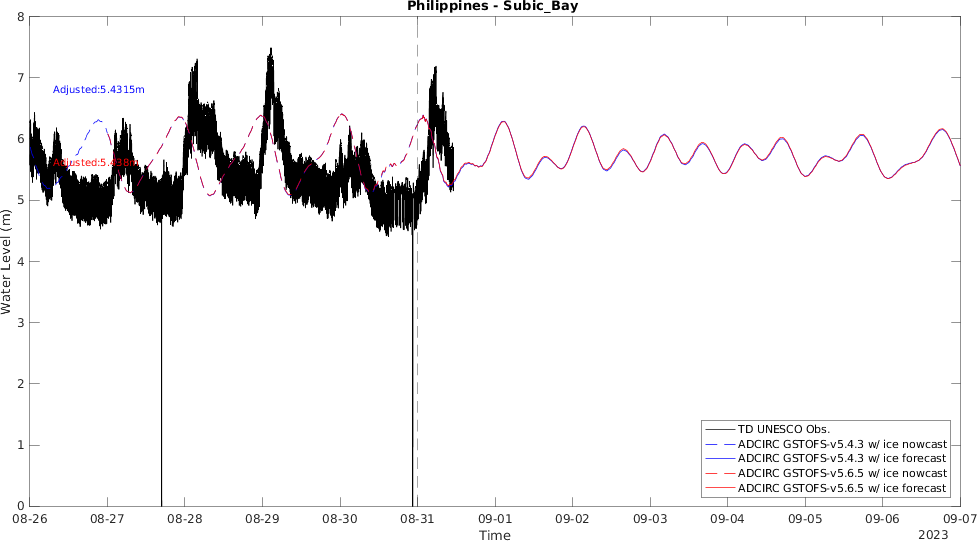 Philippines - Subic_Bay
8
7
6
5
4
3
2
1
0
Water Level (m)
Adjusted:5.4315m
TD UNESCO Obs.
ADCIRC GSTOFS-v5.4.3 w/ ice nowcast
ADCIRC GSTOFS-v5.4.3 w/ ice forecast
ADCIRC GSTOFS-v5.6.5 w/ ice nowcast
ADCIRC GSTOFS-v5.6.5 w/ ice forecast
08-26 08-27 08-28 08-29 08-30 08-31 09-01 09-02 09-03 09-04 09-05 09-06 09-07
Time
2023